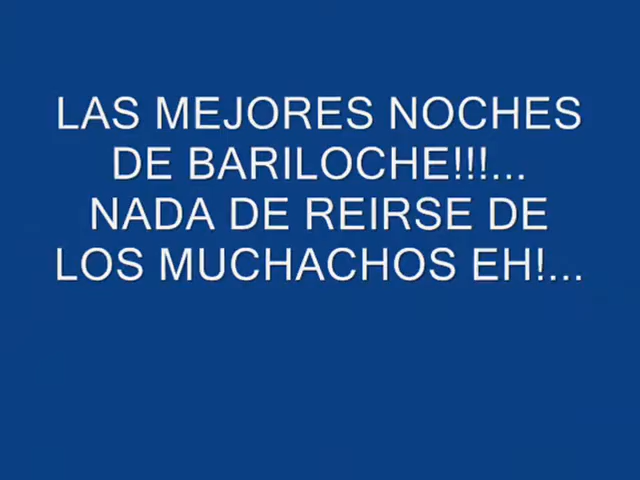 LAS MEJORES NOCHES
DE BARILOCHE!!!...
NADA DE REIRSE DE
LOS MUCHACHOS EH!...